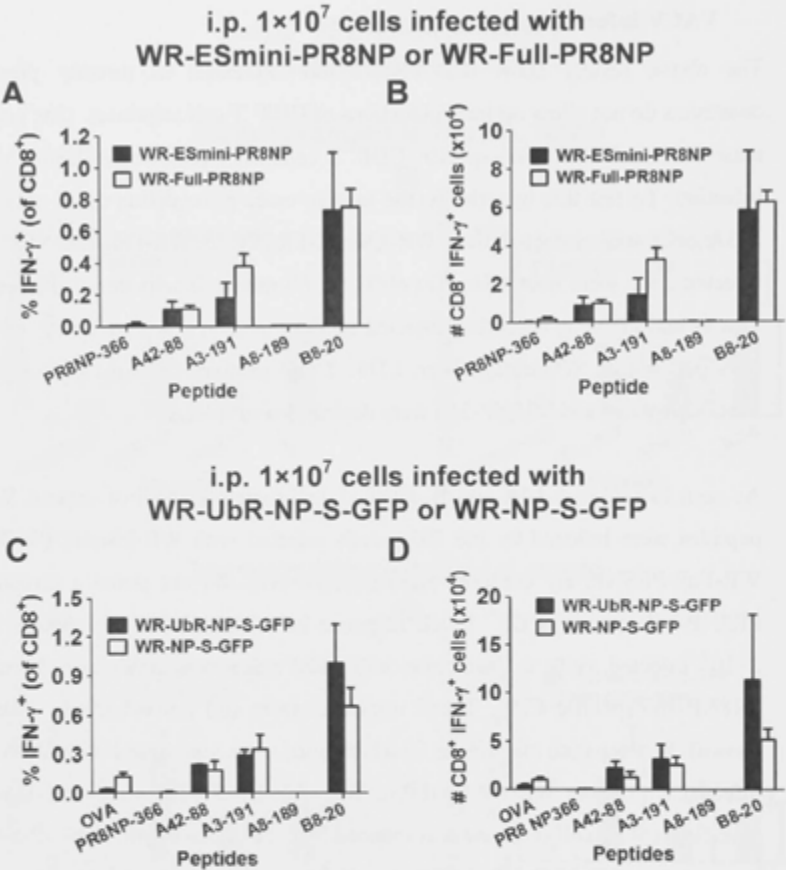 i.p. 1×10⁷ cells infected with
WR-ESmini-PR8NP or WR-Full-PR8NP
A
% IFN-γ⁺ (of CD8⁺)
1.2
1.0
0.8
0.6
0.4
0.2
0.0
WR-ESmini-PR8NP
WR-Full-PR8NP
PR8NP-366
A42-88
A3-191
A8-189
B8-20
Peptide
B
# CD8⁺ IFN-γ⁺ cells (x10⁴)
10
8
6
4
2
0
WR-ESmini-PR8NP
WR-Full-PR8NP
PR8NP-366
A42-88
A3-191
A8-189
B8-20
Peptide
i.p. 1×10⁷ cells infected with
WR-UbR-NP-S-GFP or WR-NP-S-GFP
C
% IFN-γ⁺ (of CD8⁺)
1.5
1.2
0.9
0.6
0.3
0.0
WR-UbR-NP-S-GFP
WR-NP-S-GFP
OVA
PR8NP-366
A42-88
A3-191
A8-189
B8-20
Peptides
D
# CD8⁺ IFN-γ⁺ cells (x10⁴)
20
15
10
5
0
WR-UbR-NP-S-GFP
WR-NP-S-GFP
OVA
PR8 NP366
A42-88
A3-191
A8-189
B8-20
Peptides